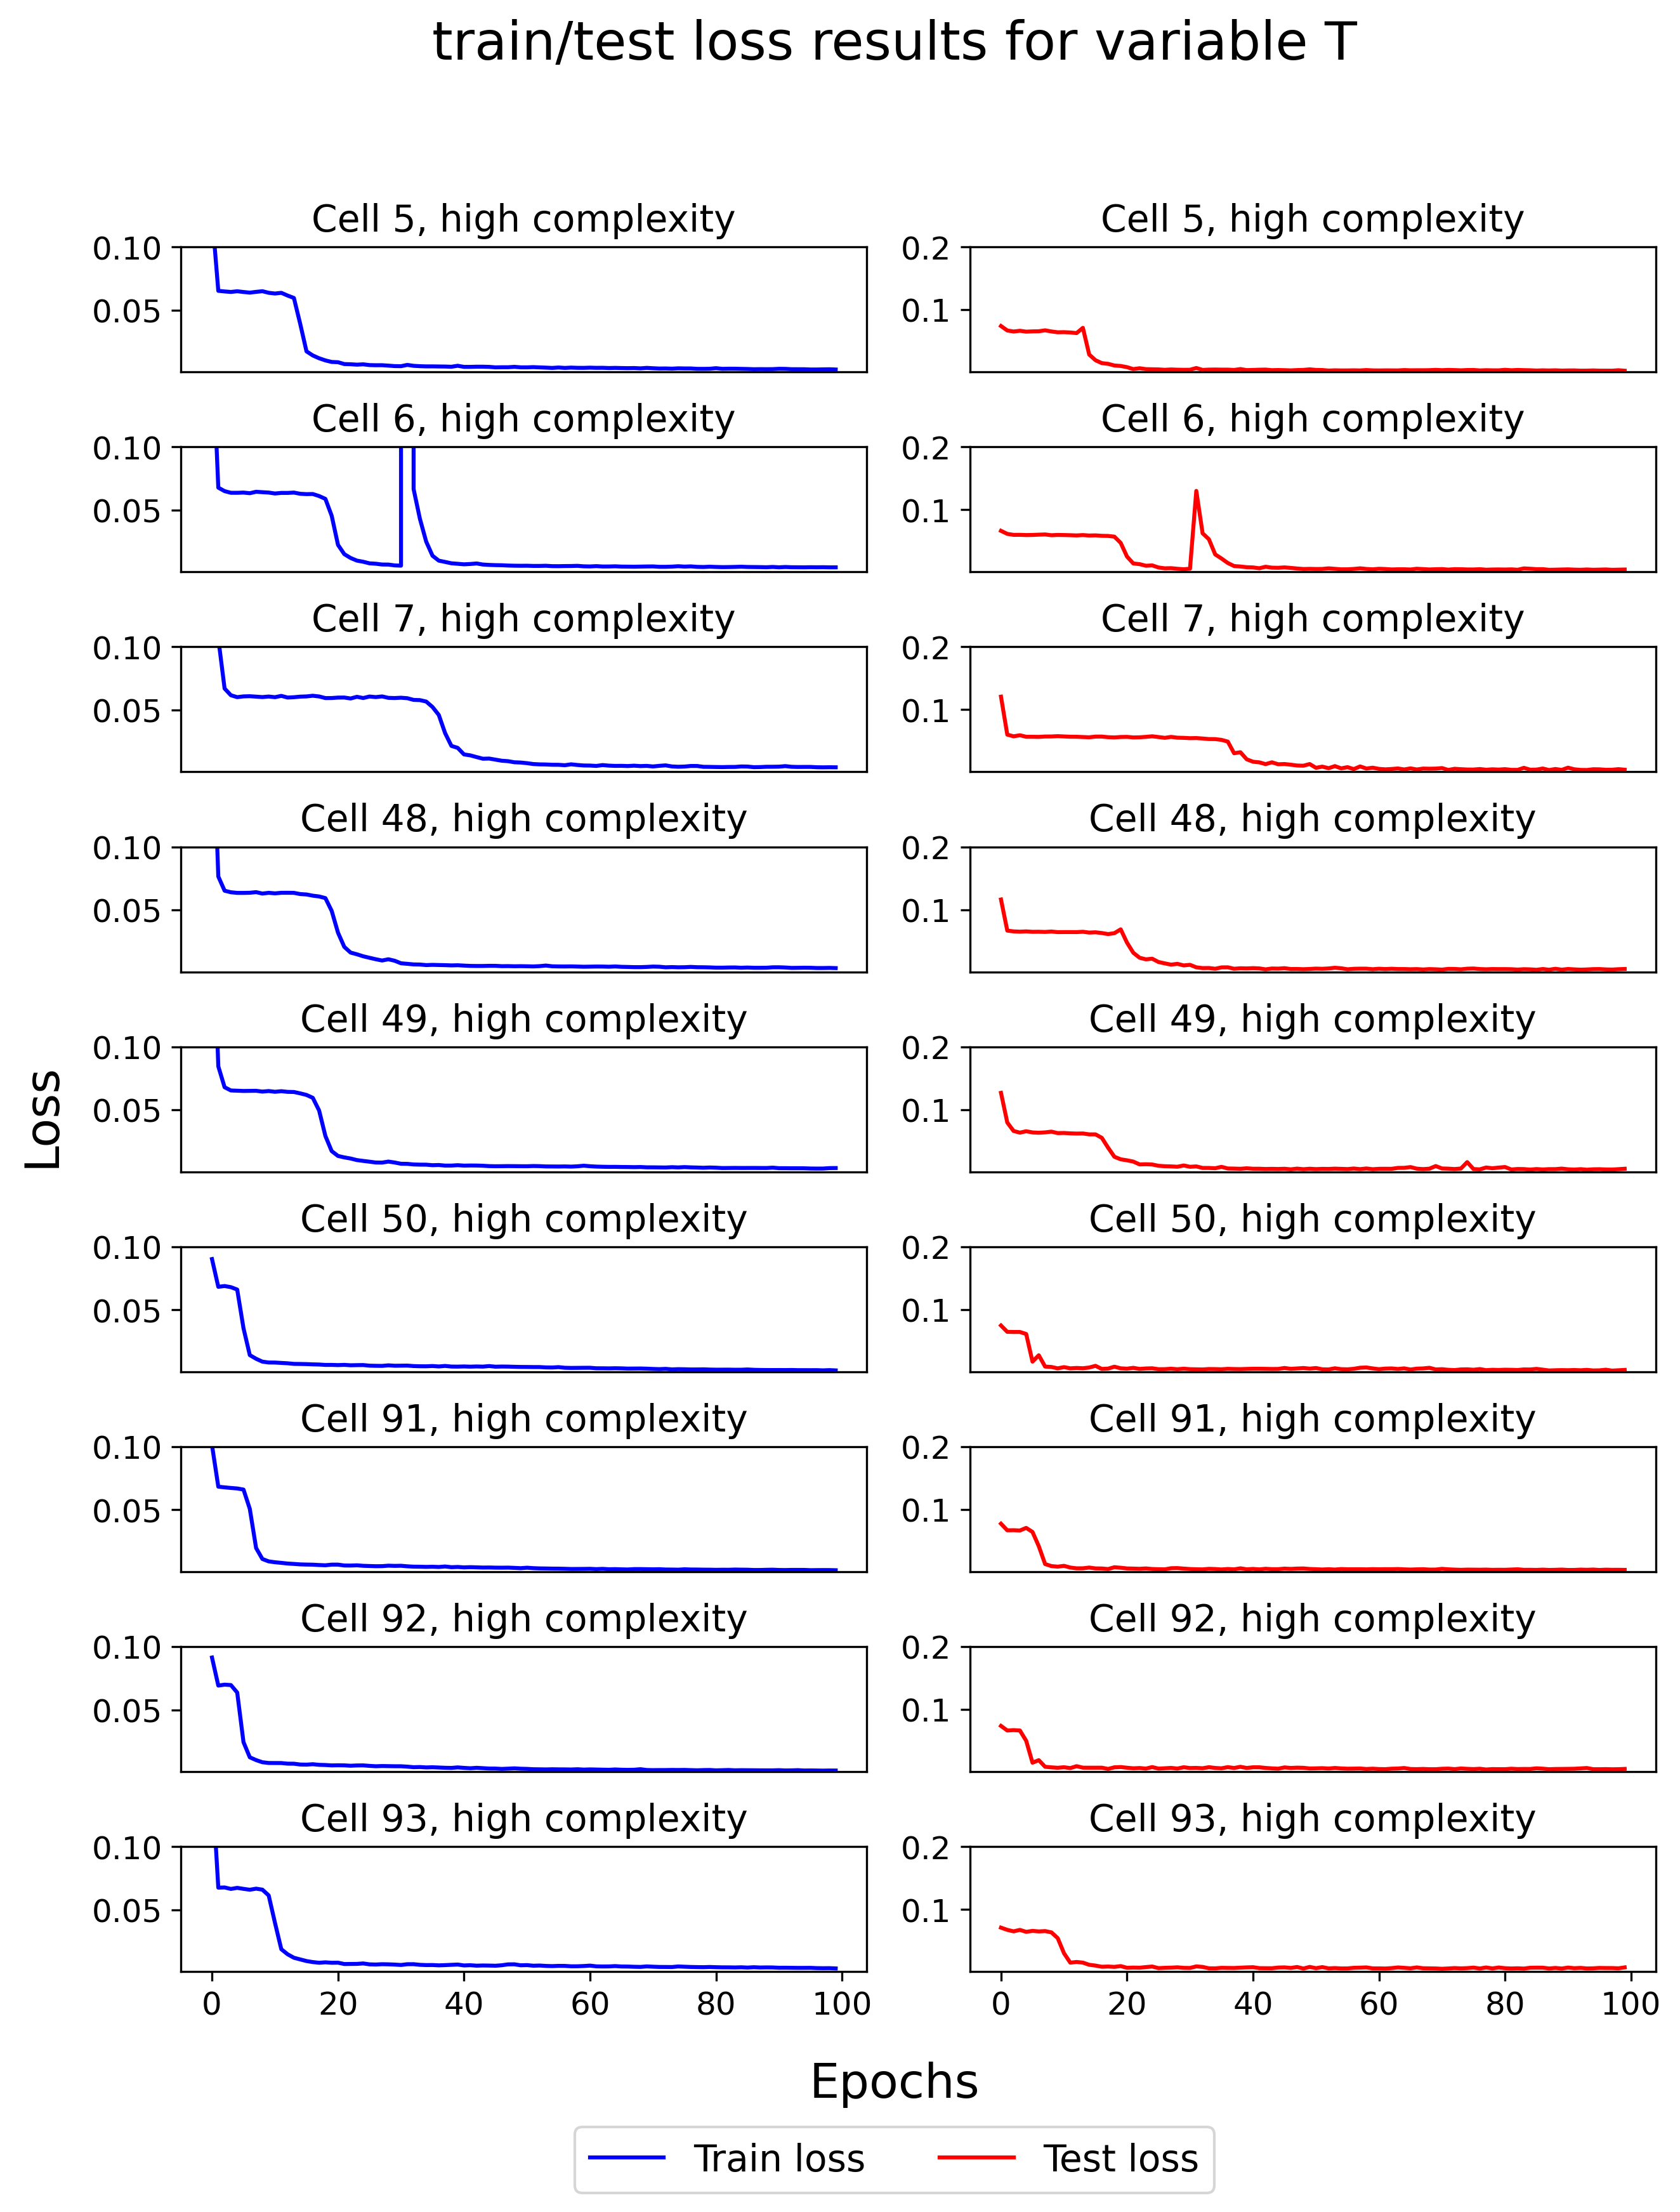 train/test loss results for variable T
Cell 5, high complexity
Cell 5, high complexity
0.10
0.05
0.2
0.1
Cell 6, high complexity
Cell 6, high complexity
0.10
0.05
0.2
0.1
Cell 7, high complexity
Cell 7, high complexity
0.10
0.05
0.2
0.1
Cell 48, high complexity
Cell 48, high complexity
0.10
0.05
0.2
0.1
Cell 49, high complexity
Cell 49, high complexity
0.10
0.05
0.2
0.1
Loss
Cell 50, high complexity
Cell 50, high complexity
0.10
0.05
0.2
0.1
Cell 91, high complexity
Cell 91, high complexity
0.10
0.05
0.2
0.1
Cell 92, high complexity
Cell 92, high complexity
0.10
0.05
0.2
0.1
Cell 93, high complexity
Cell 93, high complexity
0.10
0.05
0.2
0.1
0 20 40 60 80 100
0 20 40 60 80 100
Epochs
Train loss
Test loss